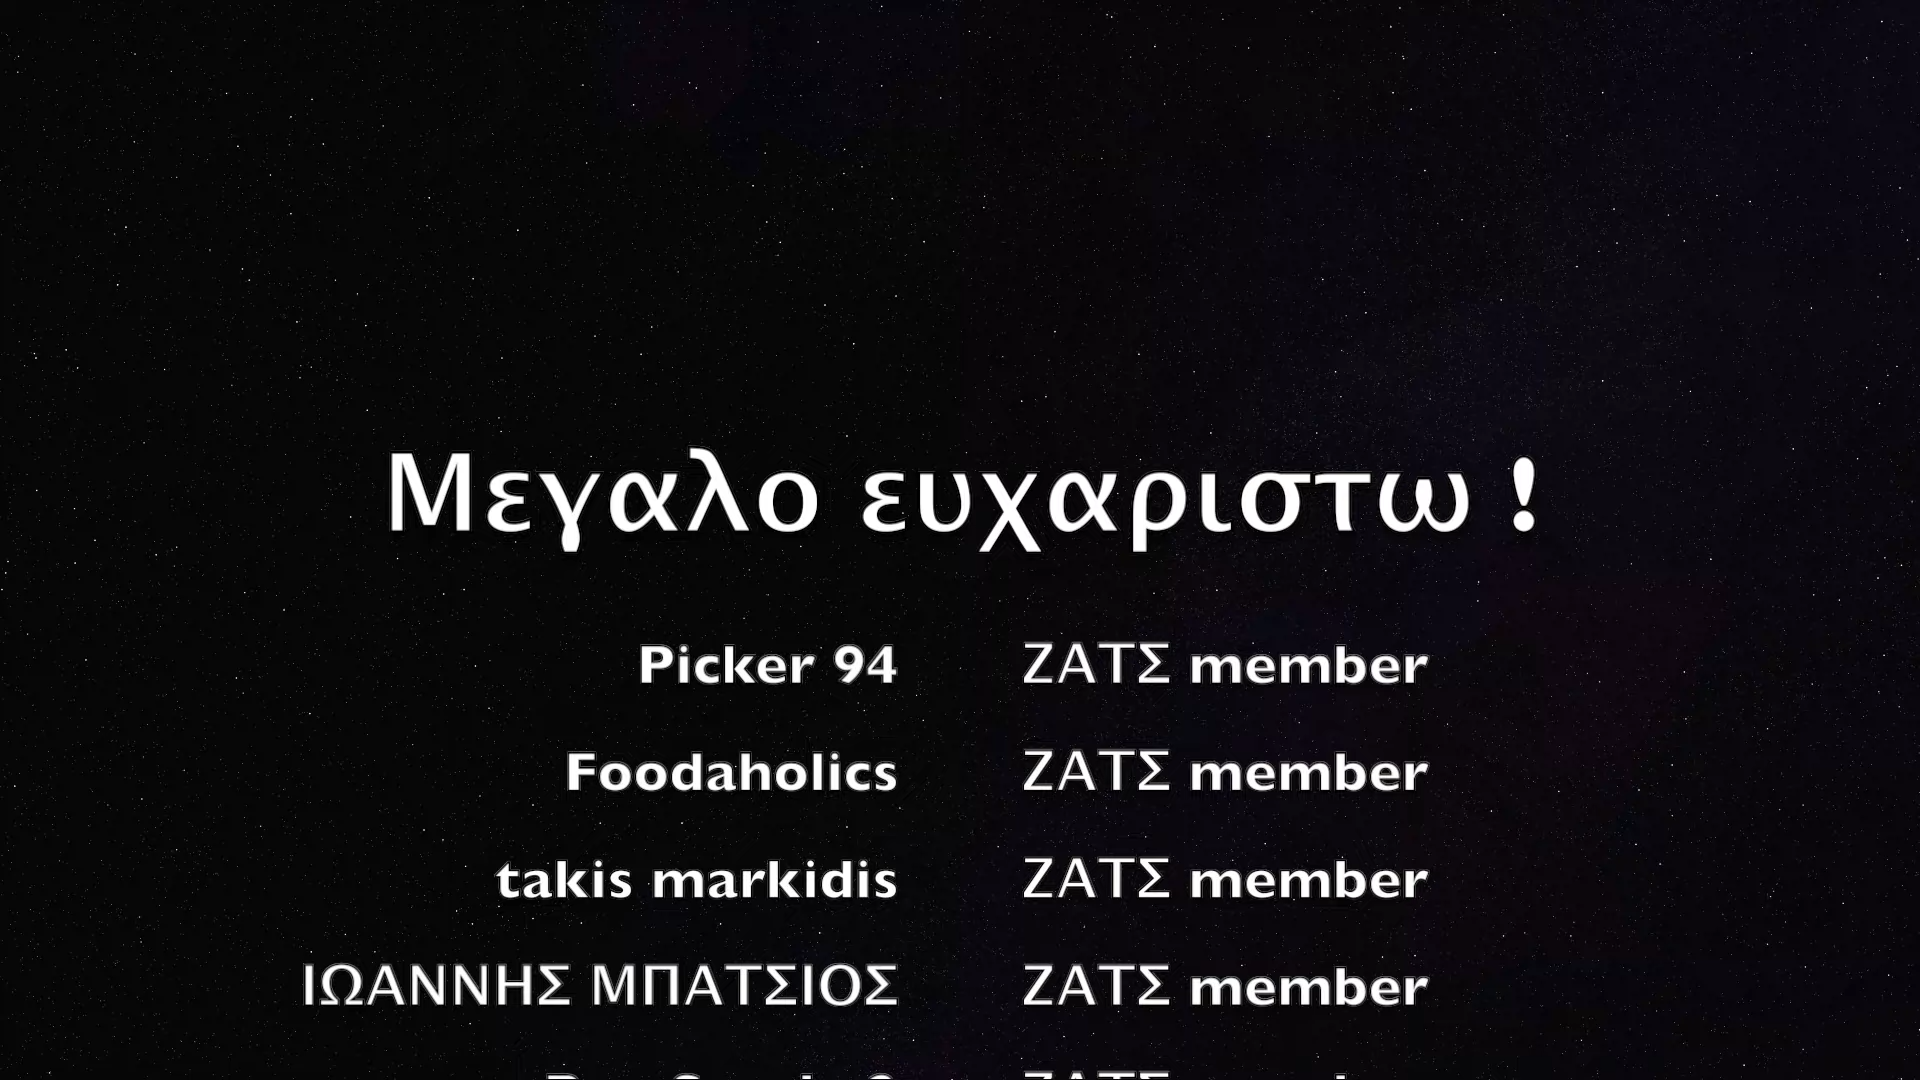 Μεγαλο ευχαριστω !
Picker 94 ΖΑΤΣ member
Foodaholics ΖΑΤΣ member
takis markidis ΖΑΤΣ member
ΙΩΑΝΝΗΣ ΜΠΑΤΣΙΟΣ ΖΑΤΣ member